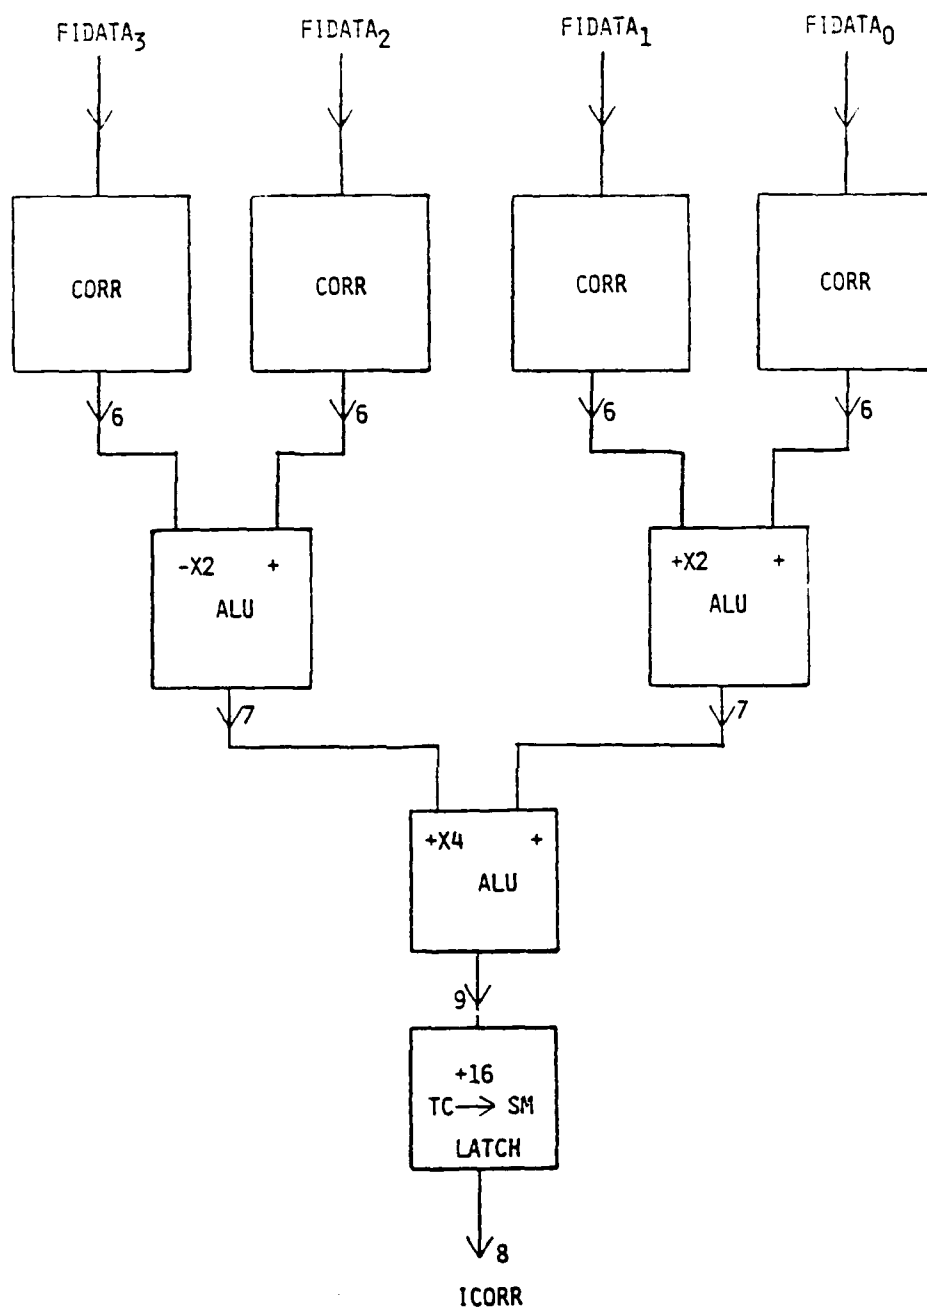 FIDATA3 FIDATA2 FIDATA1 FIDATA0
CORR CORR CORR CORR
6 6 6 6
-X2 + +X2 +
ALU ALU
7 7
+X4 +
ALU
9
+16
TC → SM
LATCH
8
ICORR